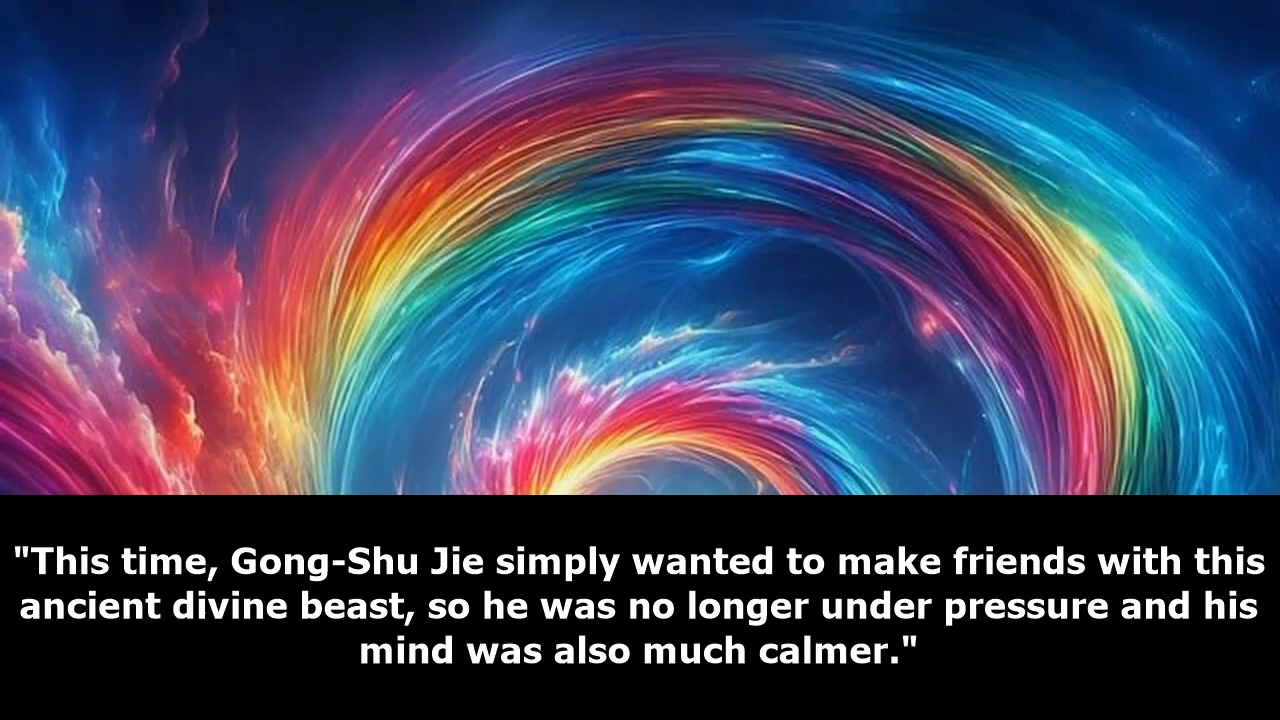 "This time, Gong-Shu Jie simply wanted to make friends with this
ancient divine beast, so he was no longer under pressure and his
mind was also much calmer."